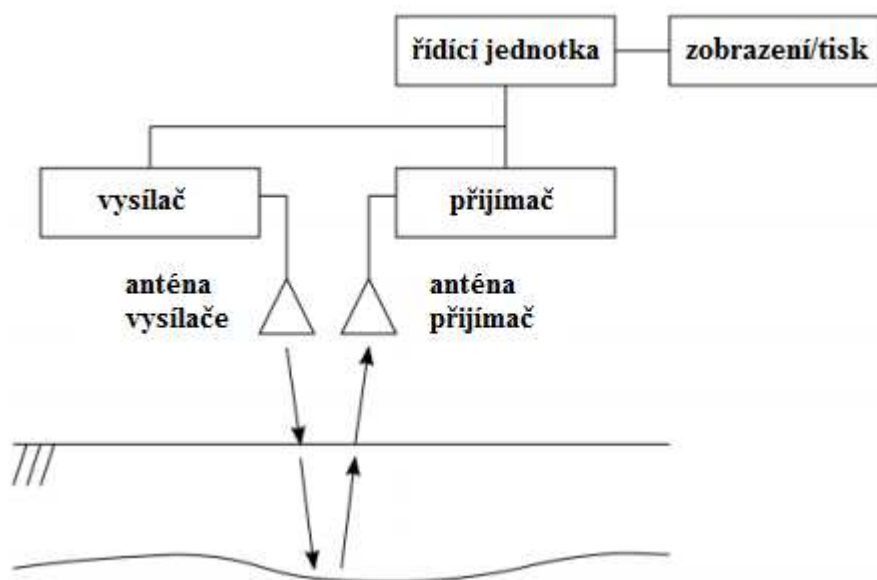 řídící jednotka
zobrazení/tisk
vysílač
přijímač
anténa
vysílače
anténa
přijímač